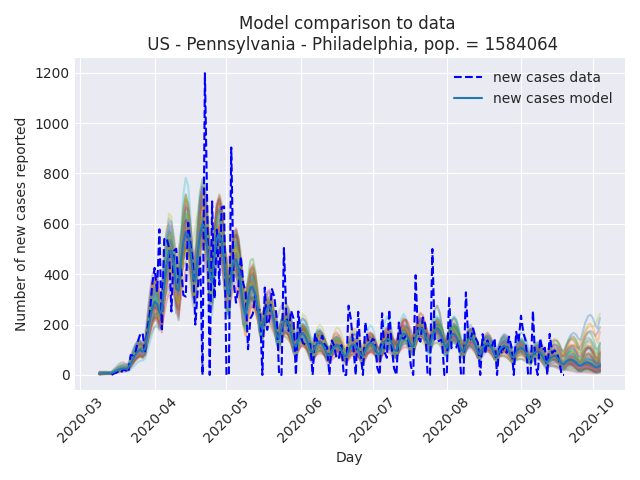 Model comparison to data
US - Pennsylvania - Philadelphia, pop. = 1584064
new cases data
new cases model
1200
1000
800
600
400
200
0
Number of new cases reported
2020-03
2020-04
2020-05
2020-06
2020-07
2020-08
2020-09
2020-10
Day